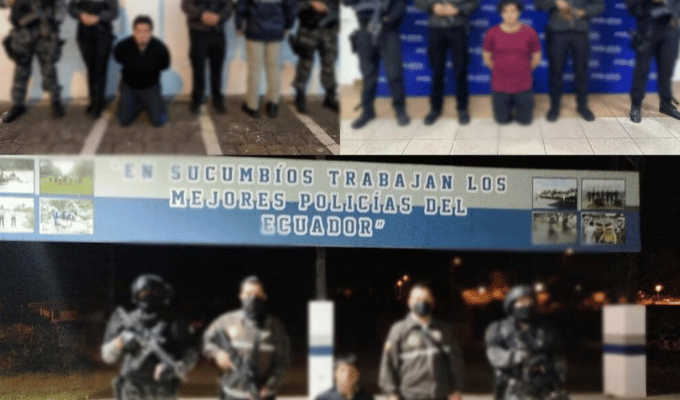 "EN SUCUMBÍOS TRABAJAN LOS
MEJORES POLICÍAS DEL
ECUADOR"